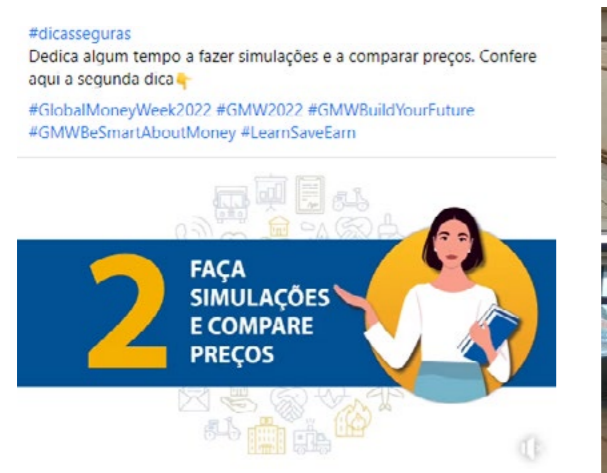 #dicasseguras
Dedica algum tempo a fazer simulações e a comparar preços. Confere
aqui a segunda dica👇
#GlobalMoneyWeek2022 #GMW2022 #GMWBuildYourFuture
#GMWBeSmartAboutMoney #LearnSaveEarn
2
FAÇA
SIMULAÇÕES
E COMPARE
PREÇOS